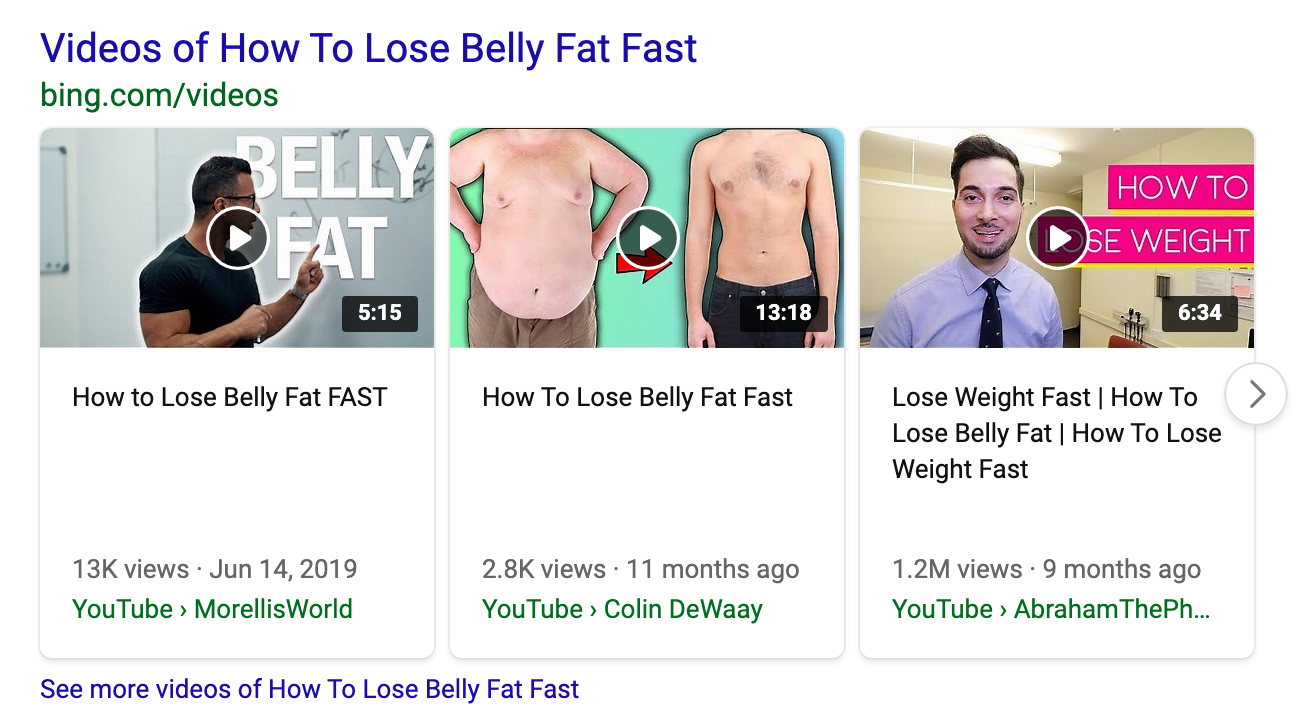 Videos of How To Lose Belly Fat Fast
bing.com/videos
BELLY
FAT
5:15
13:18
HOW TO
LOSE WEIGHT
6:34
How to Lose Belly Fat FAST
13K views · Jun 14, 2019
YouTube › MorellisWorld
How To Lose Belly Fat Fast
2.8K views · 11 months ago
YouTube › Colin DeWaay
Lose Weight Fast | How To
Lose Belly Fat | How To Lose
Weight Fast
1.2M views · 9 months ago
YouTube › AbrahamThePh...
See more videos of How To Lose Belly Fat Fast